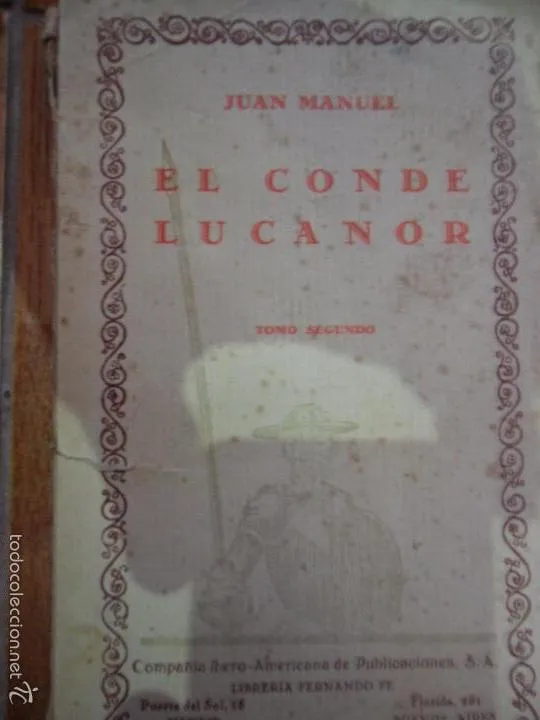 JUAN MANUEL
EL CONDE
LUCANOR
TOMO SEGUNDO
Compañía Ibero-Americana de Publicaciones, S. A.
LIBRERÍA FERNANDO FE
Puerta del Sol, 15
Florida, 251
todocoleccion.net